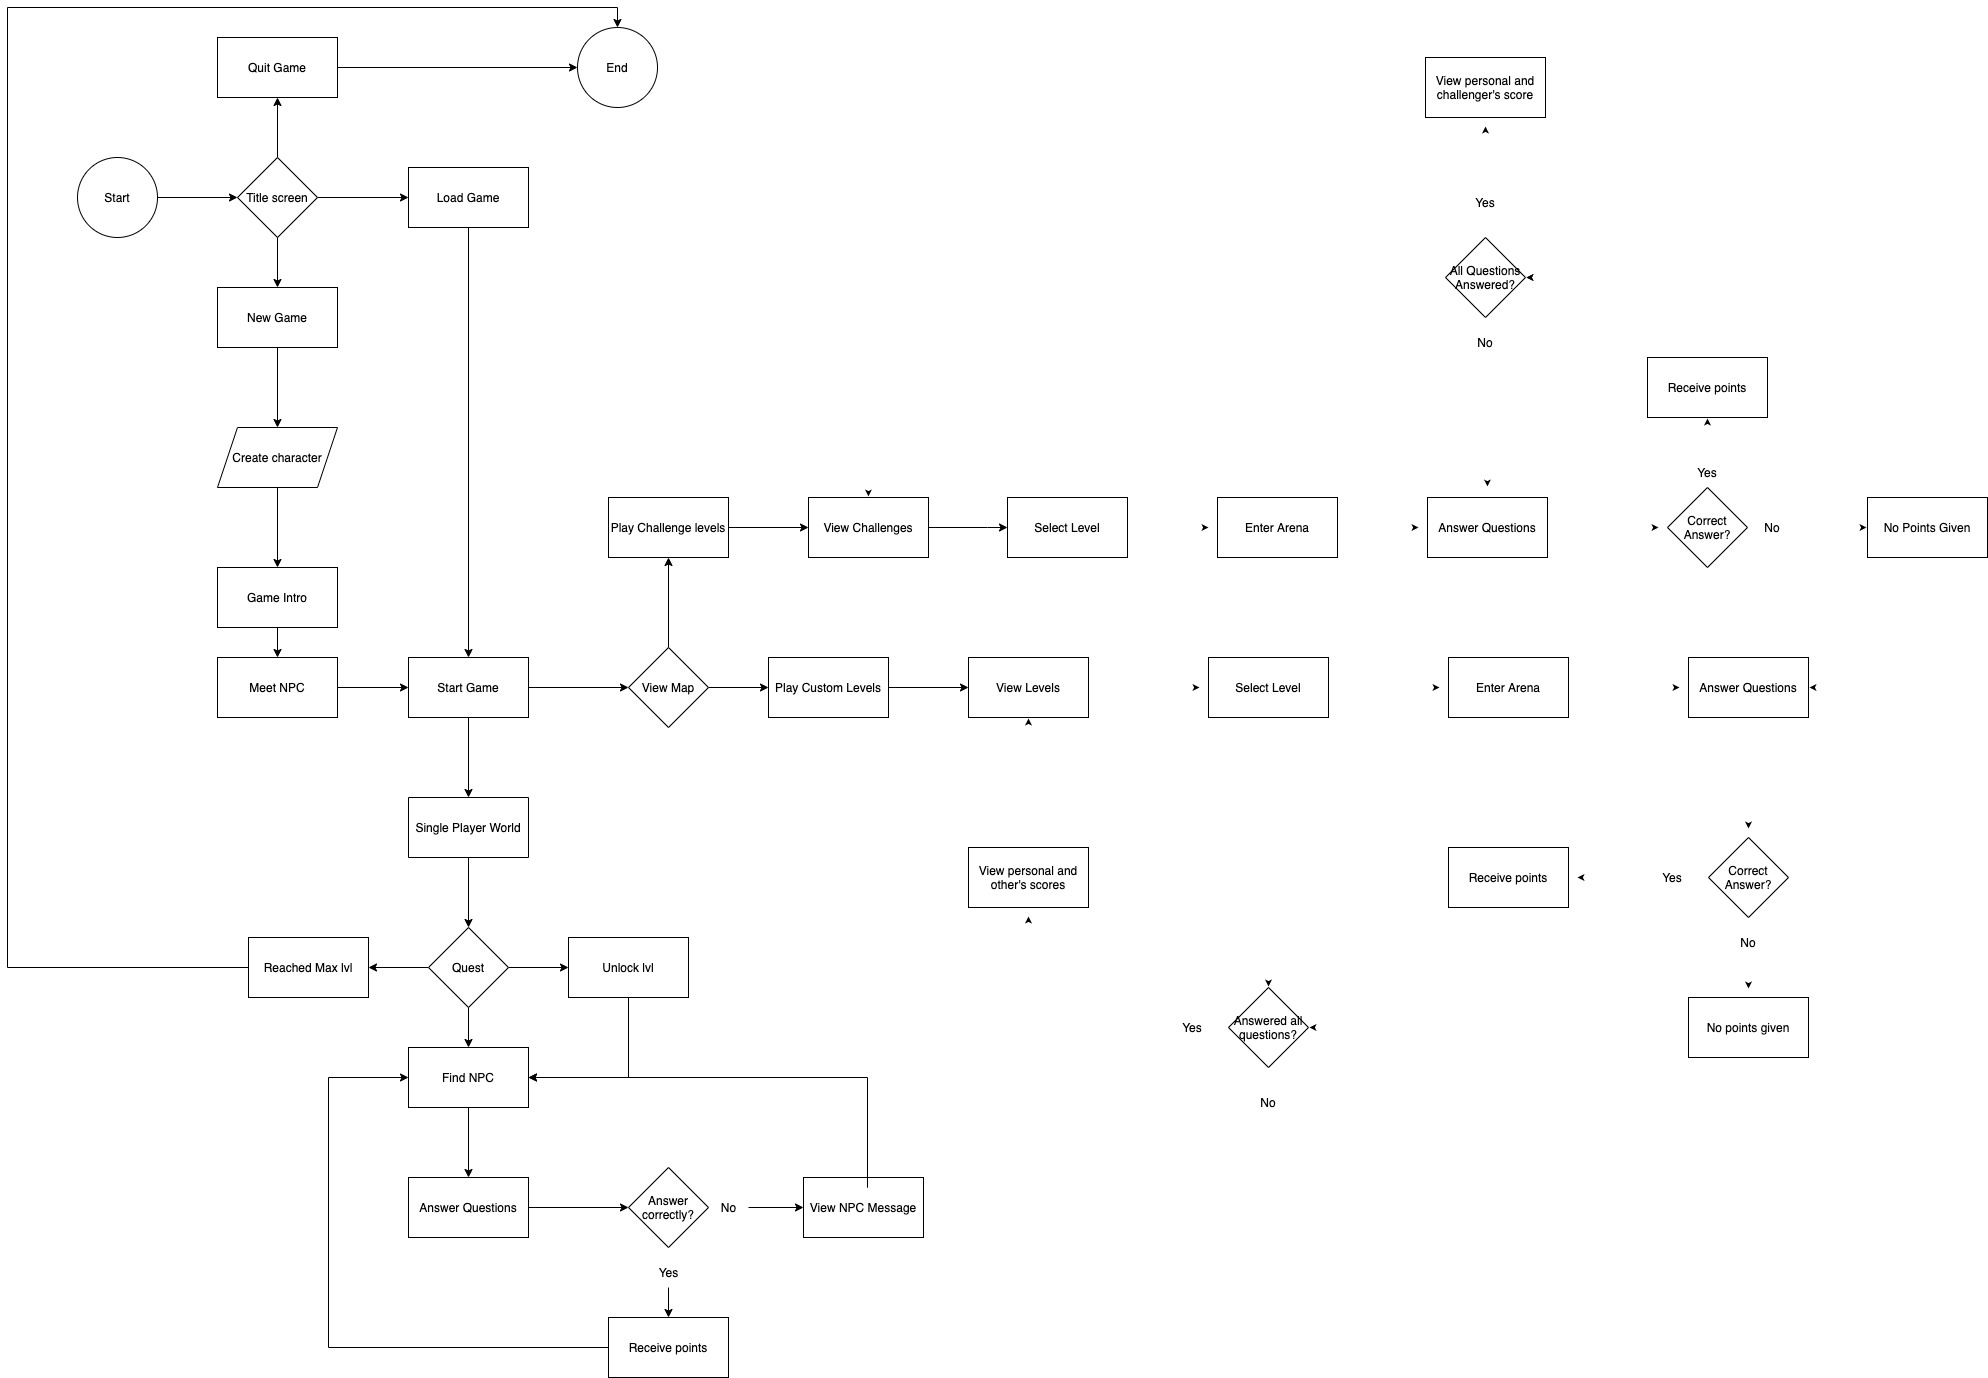 Quit Game
End
View personal and
challenger's score
Start
Title screen
Load Game
Yes
All Questions
Answered?
New Game
No
Receive points
Create character
Yes
Play Challenge levels
View Challenges
Select Level
Enter Arena
Answer Questions
Correct
Answer?
No
No Points Given
Game Intro
Meet NPC
Start Game
View Map
Play Custom Levels
View Levels
Select Level
Enter Arena
Answer Questions
Single Player World
View personal and
other's scores
Receive points
Yes
Correct
Answer?
No
Reached Max lvl
Quest
Unlock lvl
Yes
Answered all
questions?
No points given
Find NPC
No
Answer Questions
Answer
correctly?
No
View NPC Message
Yes
Receive points